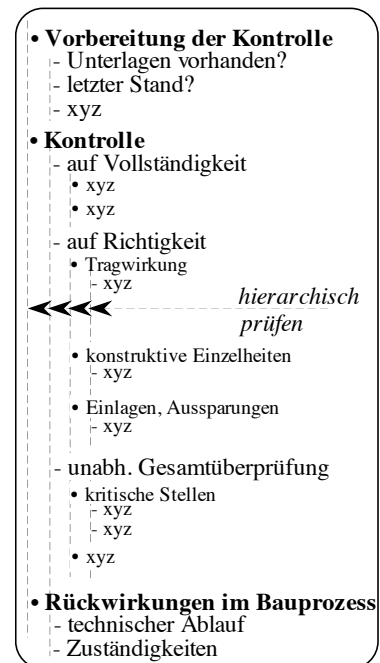 • Vorbereitung der Kontrolle
- Unterlagen vorhanden?
- letzter Stand?
- xyz
• Kontrolle
- auf Vollständigkeit
• xyz
• xyz
- auf Richtigkeit
• Tragwirkung
- xyz
hierarchisch
prüfen
• konstruktive Einzelheiten
- xyz
• Einlagen, Aussparungen
- xyz
- unabh. Gesamtüberprüfung
• kritische Stellen
- xyz
- xyz
• xyz
• Rückwirkungen im Bauprozess
- technischer Ablauf
- Zuständigkeiten